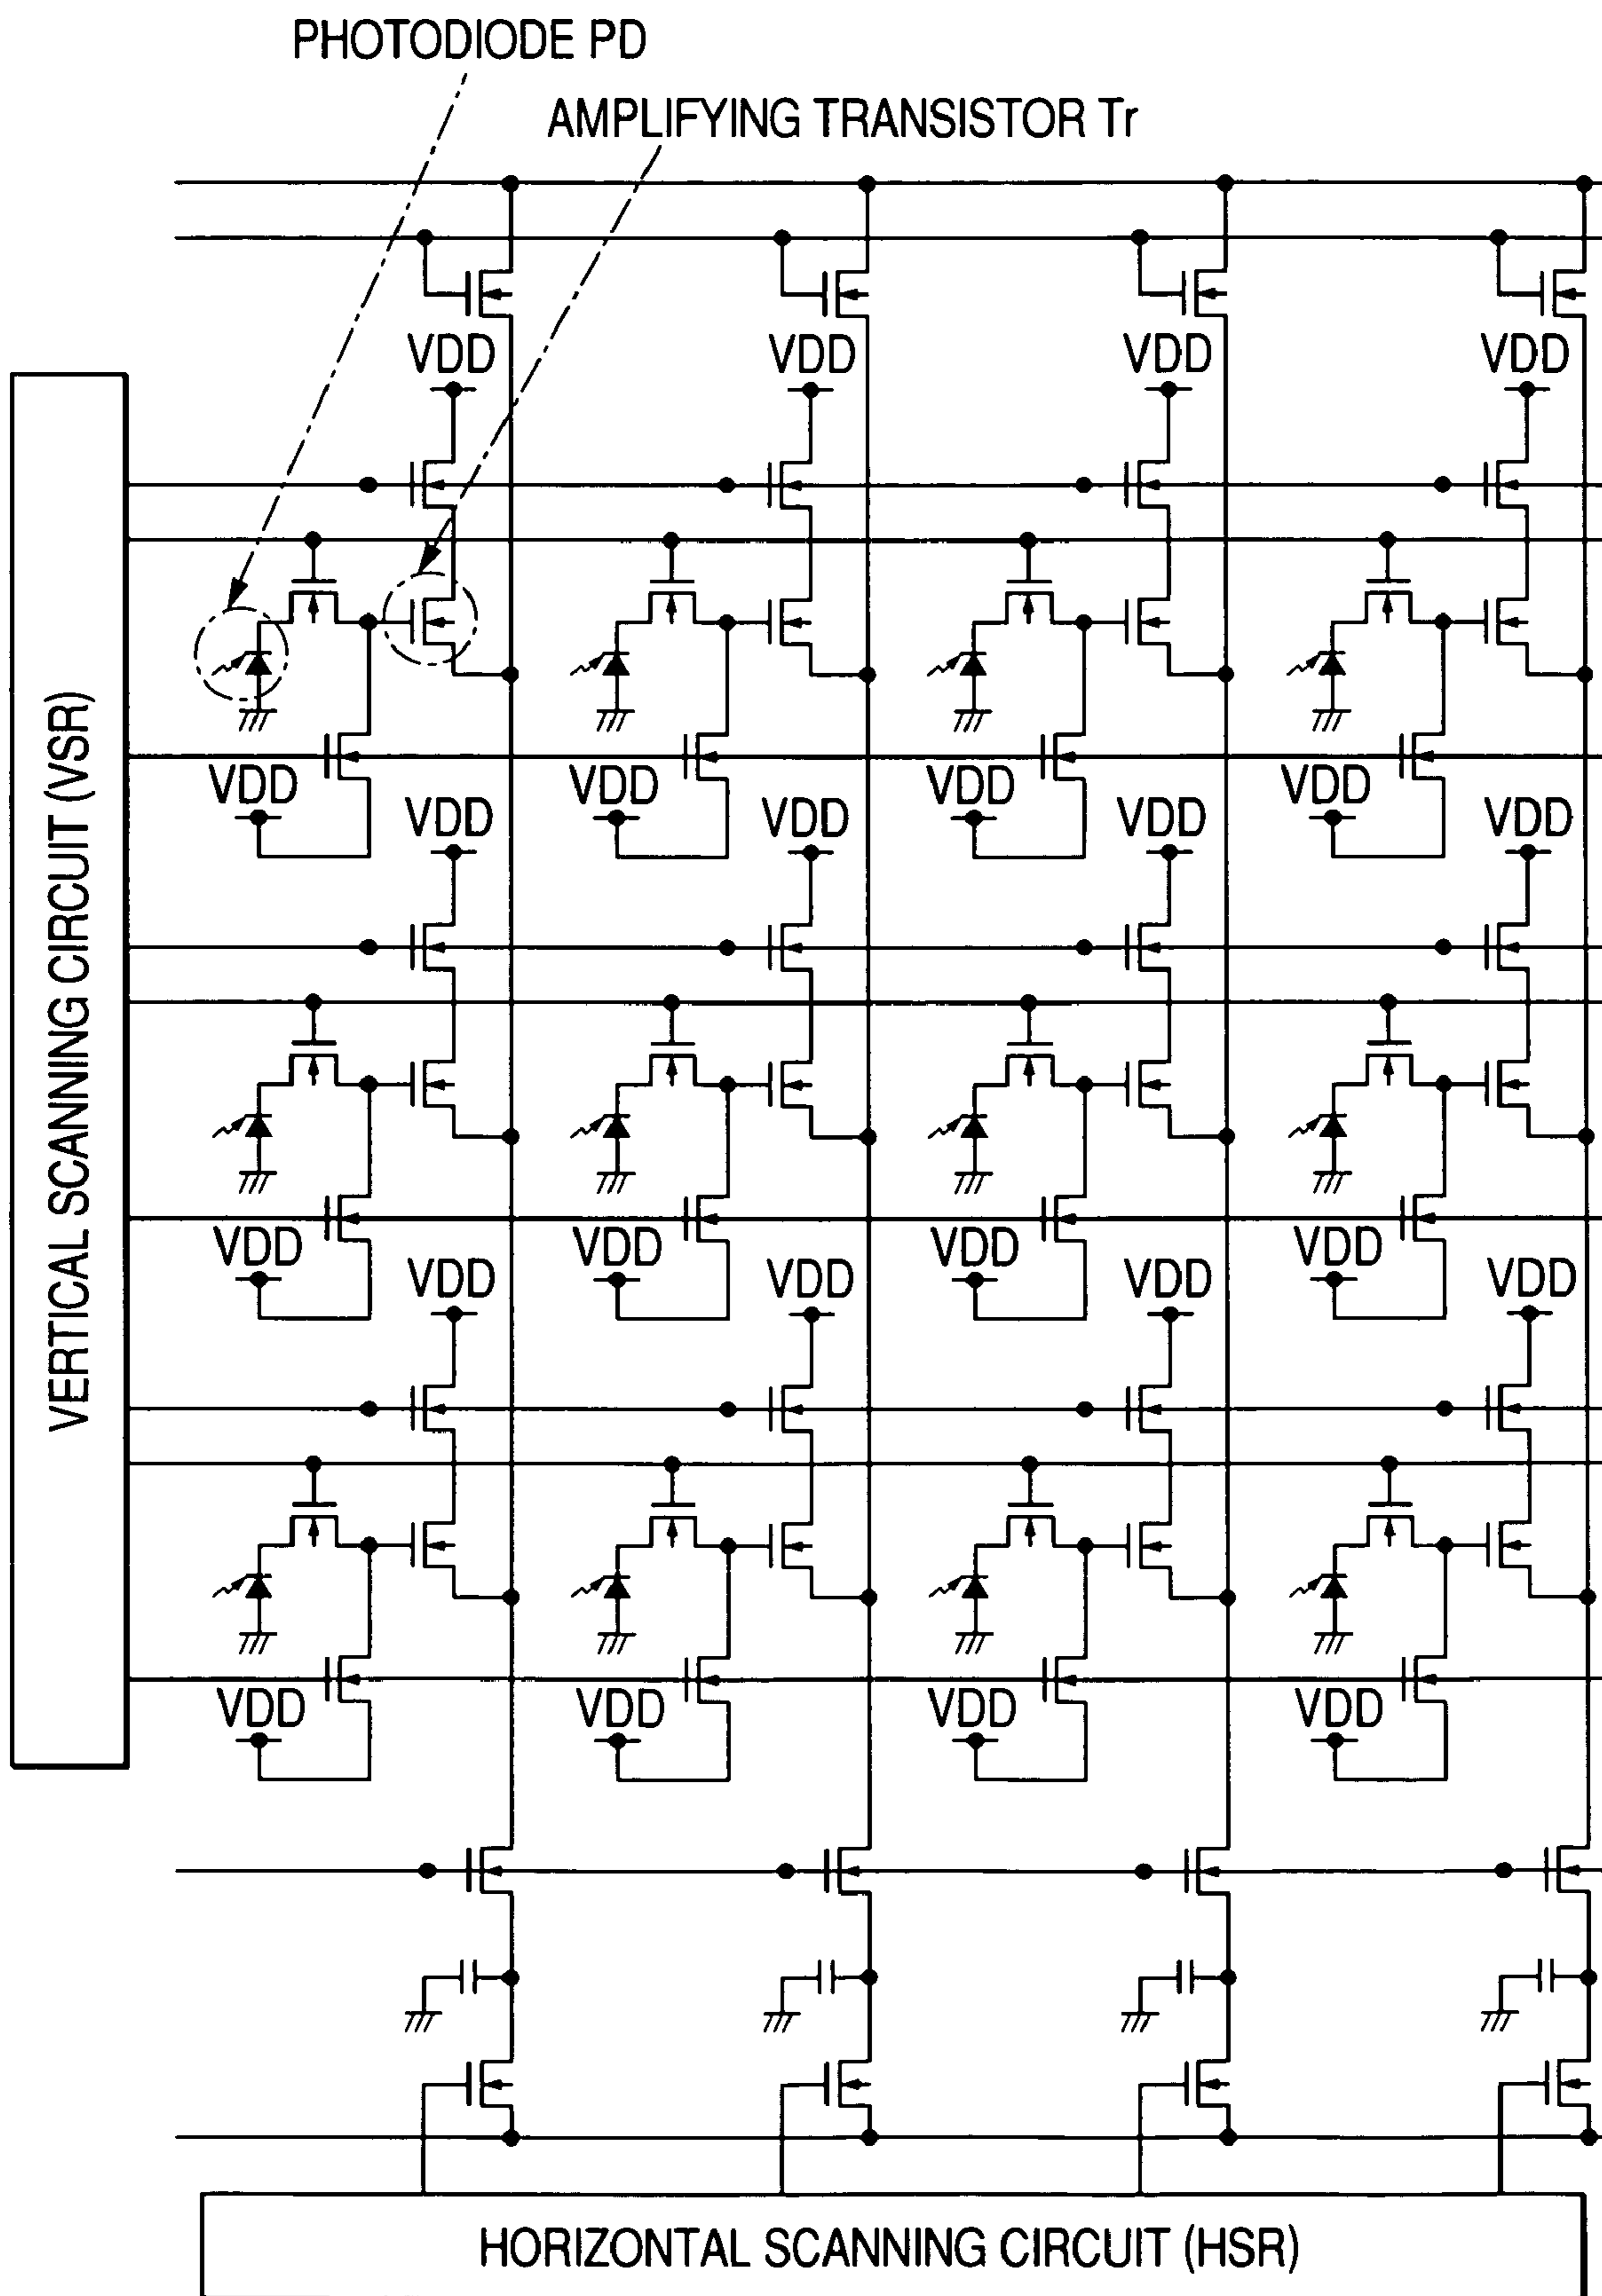 PHOTODIODE PD
AMPLIFYING TRANSISTOR Tr
VDD VDD VDD VDD
VERTICAL SCANNING CIRCUIT (VSR)
VDD VDD VDD VDD
VDD VDD VDD VDD
VDD VDD VDD VDD
VDD VDD VDD VDD
VDD VDD VDD VDD
HORIZONTAL SCANNING CIRCUIT (HSR)